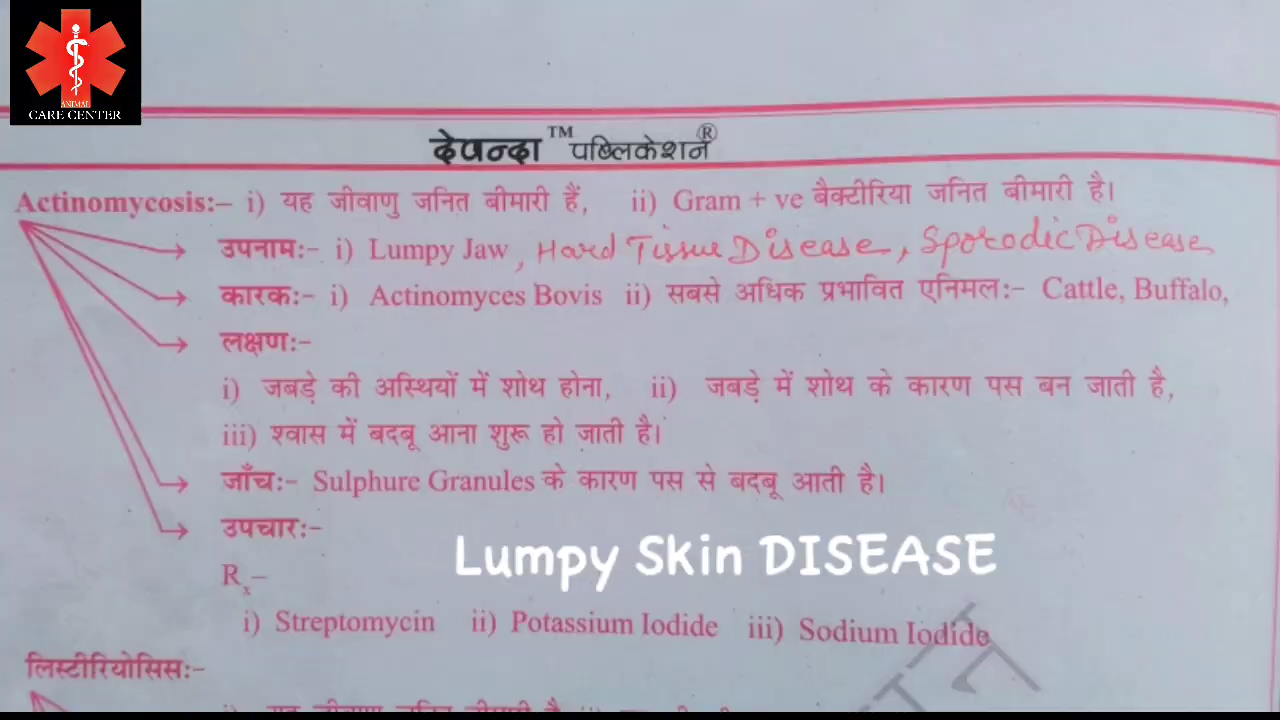 ANIMAL
CARE CENTER
देपन्दा TM पब्लिकेशन ®
Actinomycosis:– i) यह जीवाणु जनित बीमारी हैं, ii) Gram + ve बैक्टीरिया जनित बीमारी है।
उपनाम:- i) Lumpy Jaw, Hard Tissue Disease, Sporodic Disease
कारक:- i) Actinomyces Bovis ii) सबसे अधिक प्रभावित एनिमल:- Cattle, Buffalo,
लक्षण:-
i) जबड़े की अस्थियों में शोथ होना, ii) जबड़े में शोथ के कारण पस बन जाती है,
iii) श्वास में बदबू आना शुरू हो जाती है।
जाँच:- Sulphure Granules के कारण पस से बदबू आती है।
उपचार:-
Lumpy Skin DISEASE
Rx–
i) Streptomycin ii) Potassium Iodide iii) Sodium Iodide
लिस्टीरियोसिस:-